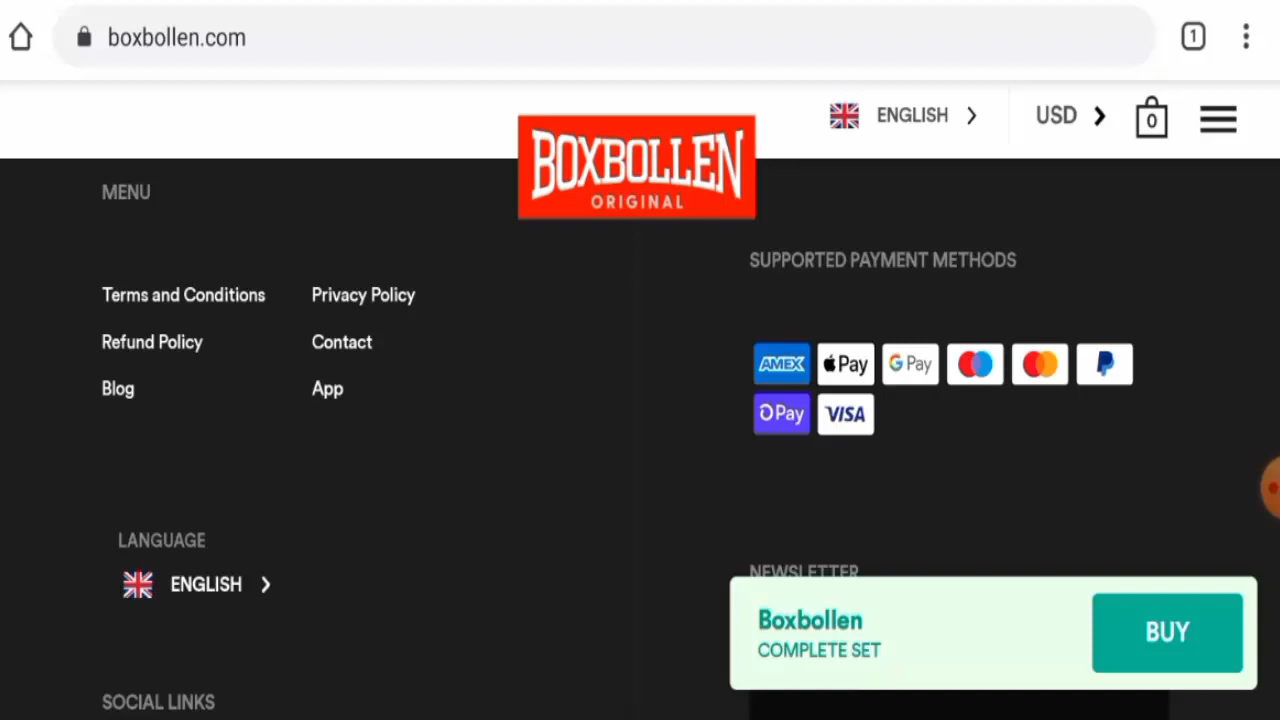 boxbollen.com
1
ENGLISH
USD
0
BOXBOLLEN
ORIGINAL
MENU
Terms and Conditions
Privacy Policy
Refund Policy
Contact
Blog
App
SUPPORTED PAYMENT METHODS
AMEX
Pay
G Pay
Pay
VISA
LANGUAGE
ENGLISH
NEWSLETTER
Boxbollen
COMPLETE SET
BUY
SOCIAL LINKS